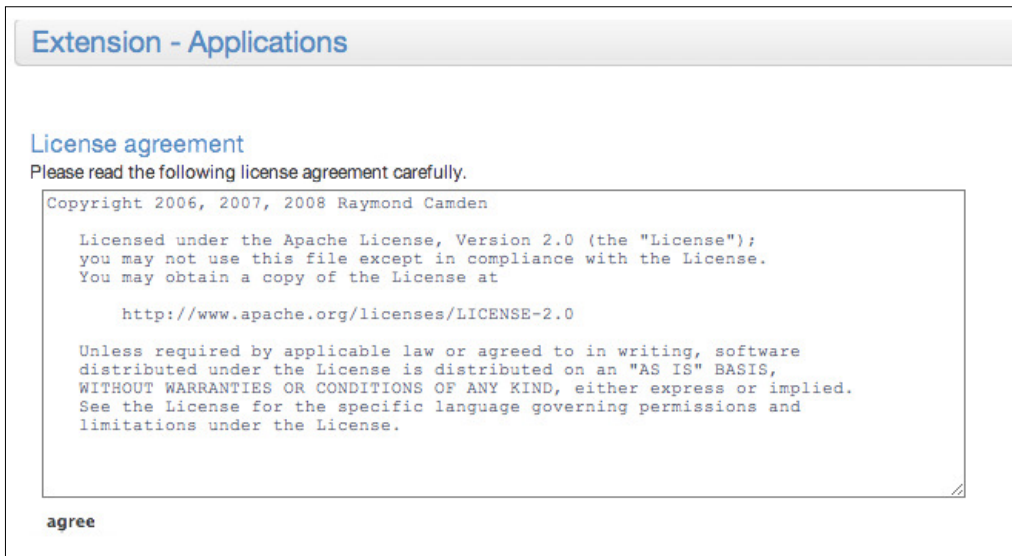 Extension - Applications
License agreement
Please read the following license agreement carefully.
Copyright 2006, 2007, 2008 Raymond Camden
Licensed under the Apache License, Version 2.0 (the "License");
you may not use this file except in compliance with the License.
You may obtain a copy of the License at
http://www.apache.org/licenses/LICENSE-2.0
Unless required by applicable law or agreed to in writing, software
distributed under the License is distributed on an "AS IS" BASIS,
WITHOUT WARRANTIES OR CONDITIONS OF ANY KIND, either express or implied.
See the License for the specific language governing permissions and
limitations under the License.
agree